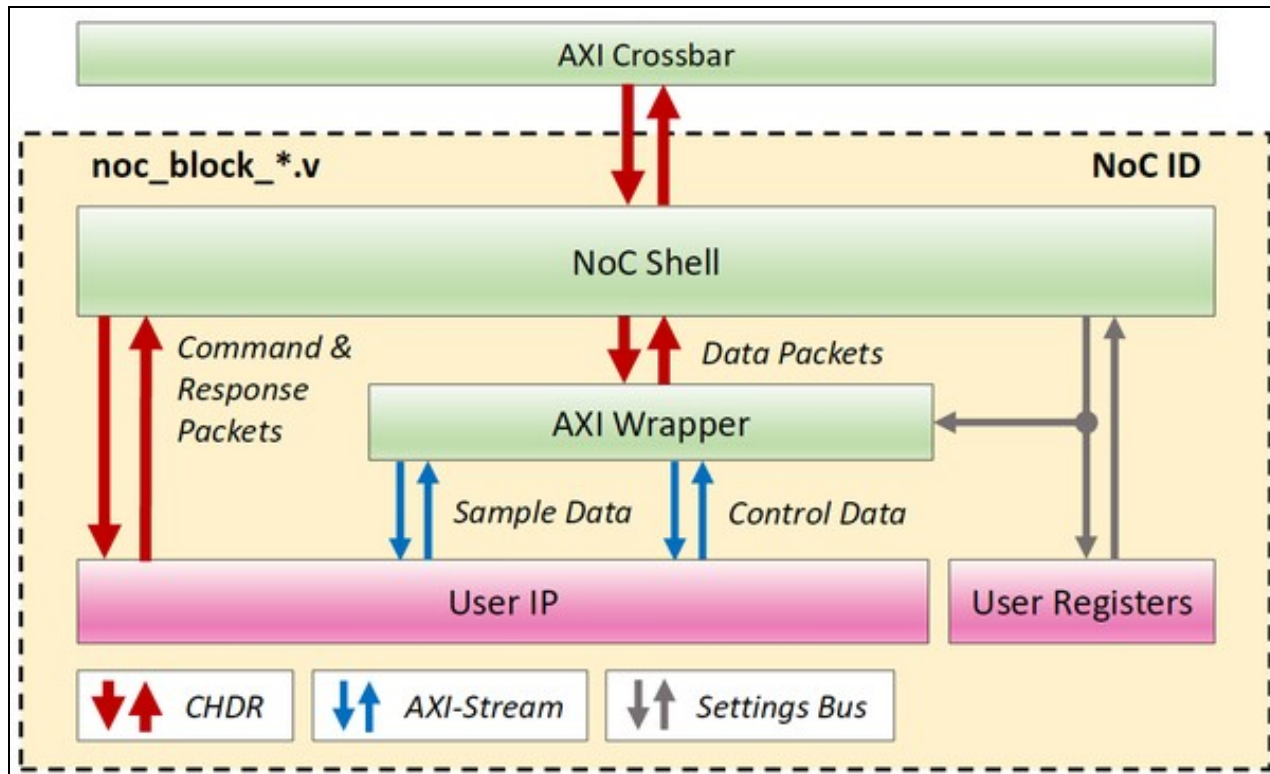 AXI Crossbar
noc_block_*.v
NoC ID
NoC Shell
Command &
Response
Packets
Data Packets
AXI Wrapper
Sample Data
Control Data
User IP
User Registers
CHDR
AXI-Stream
Settings Bus